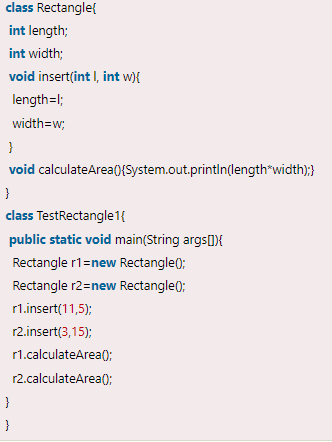 class Rectangle{
int length;
int width;
void insert(int l, int w){
length=l;
width=w;
}
void calculateArea(){System.out.println(length*width);}
}
class TestRectangle1{
public static void main(String args[]){
Rectangle r1=new Rectangle();
Rectangle r2=new Rectangle();
r1.insert(11,5);
r2.insert(3,15);
r1.calculateArea();
r2.calculateArea();
}
}